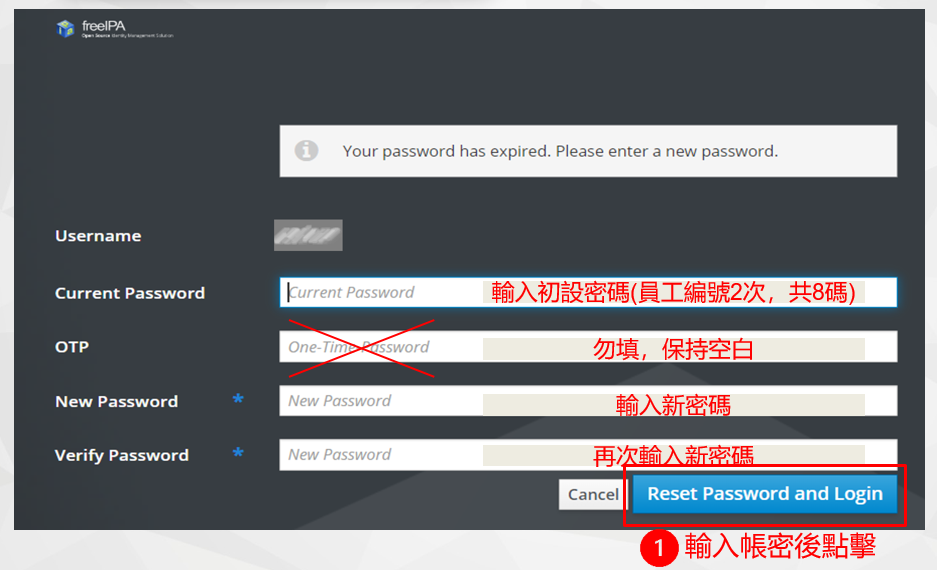 freeIPA
Open Source Identity Management Solution
Your password has expired. Please enter a new password.
Username
Current Password
Current Password
輸入初設密碼(員工編號2次，共8碼)
OTP
One-Time-Password
勿填，保持空白
New Password *
New Password
輸入新密碼
Verify Password *
New Password
再次輸入新密碼
Cancel
Reset Password and Login
1 輸入帳密後點擊